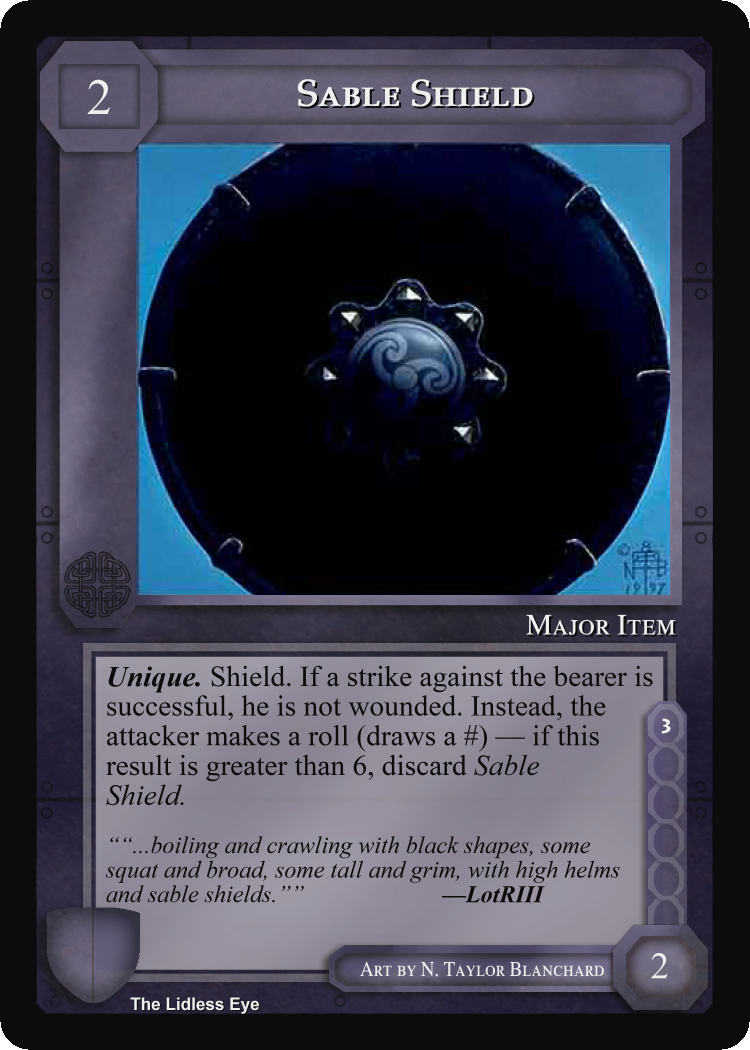 2
Sable Shield
© N B
1997
Major Item
Unique. Shield. If a strike against the bearer is
successful, he is not wounded. Instead, the
attacker makes a roll (draws a #) — if this
result is greater than 6, discard Sable
Shield.
3
““...boiling and crawling with black shapes, some
squat and broad, some tall and grim, with high helms
and sable shields.”” —LotRIII
Art by N. Taylor Blanchard
2
The Lidless Eye